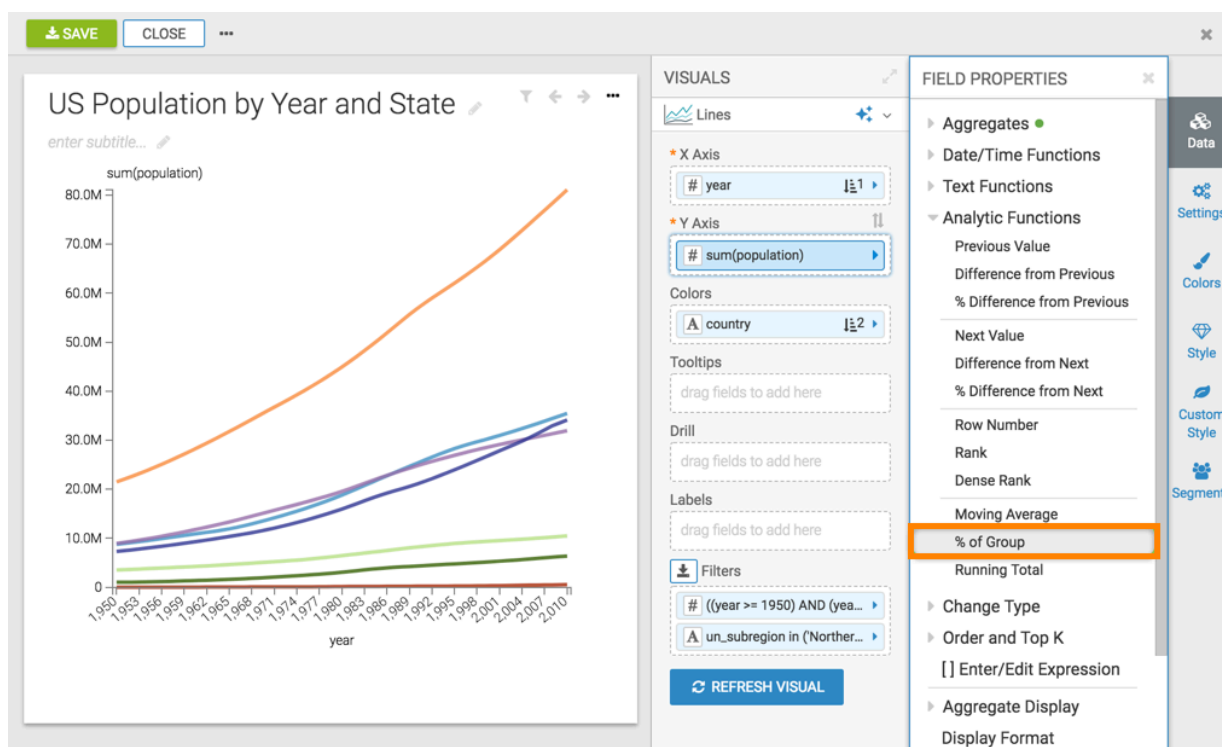 SAVE
CLOSE
US Population by Year and State
enter subtitle...
sum(population)
80.0M
70.0M
60.0M
50.0M
40.0M
30.0M
20.0M
10.0M
0
1,950 1,953 1,956 1,959 1,962 1,965 1,968 1,971 1,974 1,977 1,980 1,983 1,986 1,989 1,992 1,995 1,998 2,001 2,004 2,007 2,010
year
VISUALS
Lines
* X Axis
# year 1
* Y Axis
# sum(population)
Colors
A country 2
Tooltips
drag fields to add here
Drill
drag fields to add here
Labels
drag fields to add here
Filters
# ((year >= 1950) AND (yea...
A un_subregion in ('Norther...
REFRESH VISUAL
FIELD PROPERTIES
Aggregates
Date/Time Functions
Text Functions
Analytic Functions
Previous Value
Difference from Previous
% Difference from Previous
Next Value
Difference from Next
% Difference from Next
Row Number
Rank
Dense Rank
Moving Average
% of Group
Running Total
Change Type
Order and Top K
[ ] Enter/Edit Expression
Aggregate Display
Display Format
Data
Settings
Colors
Style
Custom
Style
Segment